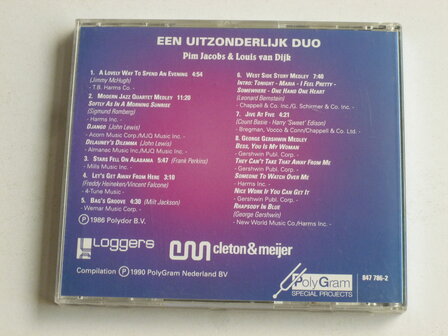 EEN UITZONDERLIJK DUO
Pim Jacobs & Louis van Dijk
1. A Lovely Way To Spend An Evening 4:54
(Jimmy McHugh)
- T.B. Harms Co. -
2. Modern Jazz Quartet Medley 11:20
Softly As In A Morning Sunrise
(Sigmund Romberg)
- Harms Inc. -
Django (John Lewis)
- Acorn Music Corp./MJQ Music Inc. -
Delauney's Dilemma (John Lewis)
- Almanac Music Inc./MJQ Music Inc. -
3. Stars Fell On Alabama 5:47 (Frank Perkins)
- Mills Music Inc. -
4. Let's Get Away From Here 3:10
(Freddy Heineken/Vincent Falcone)
- 4-Tune Music -
5. Bag's Groove 4:30 (Milt Jackson)
- Wemar Music Corp. -
Ⓟ 1986 Polydor B.V.
6. West Side Story Medley 7:40
Intro: Tonight - Maria - I Feel Pretty -
Somewhere - One Hand One Heart
(Leonard Bernstein)
- Chappell & Co. Inc./G. Schirmer & Co. Inc. -
7. Jive At Five 4:21
(Count Basie - Harry 'Sweet' Edison)
- Bregman, Vocco & Conn/Chappell & Co. Ltd. -
8. George Gershwin Medley
Bess, You Is My Woman
- Gershwin Publ. Corp. -
They Can't Take That Away From Me
- Gershwin Publ. Corp. -
Someone To Watch Over Me
- Harms Inc. -
Nice Work If You Can Get It
- Gershwin Publ. Corp. -
Rhapsody In Blue
(George Gershwin)
- New World Music Co./Harms Inc. -
Loggers
cleton & meijer
PolyGram
SPECIAL PROJECTS
847 786-2
Compilation Ⓟ 1990 PolyGram Nederland BV